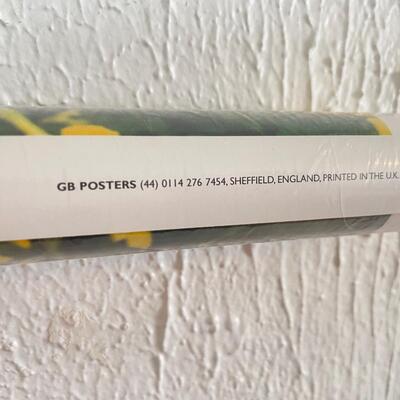 GB POSTERS (44) 0114 276 7454, SHEFFIELD, ENGLAND, PRINTED IN THE U.K.